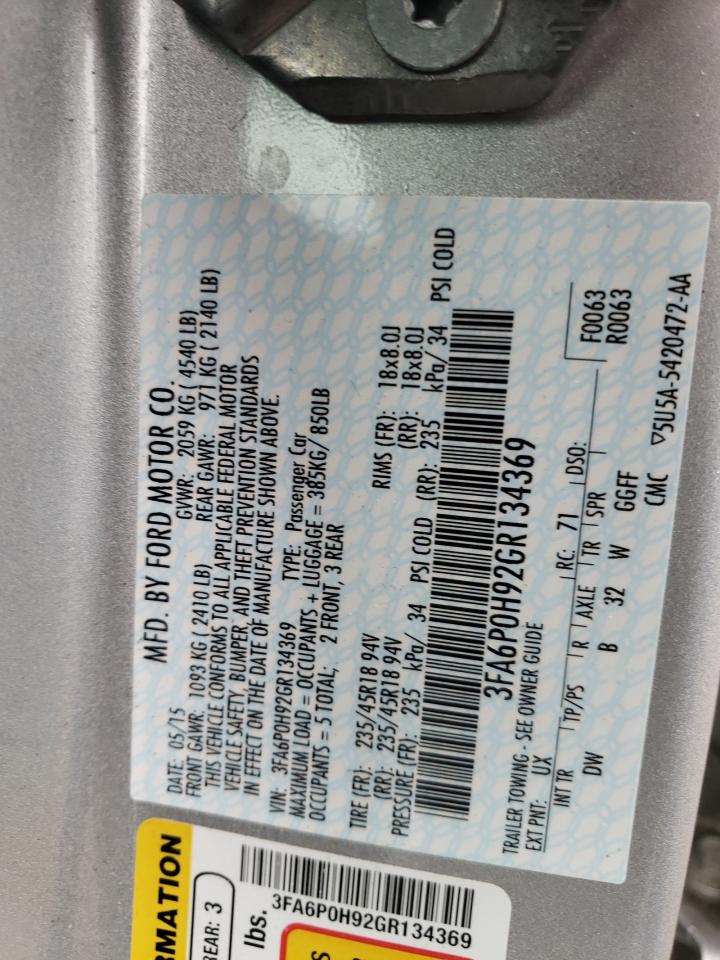 MFD. BY FORD MOTOR CO.
DATE: 05/15 GVWR: 2059 KG ( 4540 LB)
FRONT GAWR: 1093 KG ( 2410 LB) REAR GAWR: 971 KG ( 2140 LB)
THIS VEHICLE CONFORMS TO ALL APPLICABLE FEDERAL MOTOR
VEHICLE SAFETY, BUMPER, AND THEFT PREVENTION STANDARDS
IN EFFECT ON THE DATE OF MANUFACTURE SHOWN ABOVE.
VIN: 3FA6P0H92GR134369 TYPE: Passenger Car
MAXIMUM LOAD = OCCUPANTS + LUGGAGE = 385KG/ 850LB
OCCUPANTS = 5 TOTAL, 2 FRONT, 3 REAR
TIRE (FR): 235/45R18 94V RIMS (FR): 18x8.0J
(RR): 235/45R18 94V (RR): 18x8.0J
PRESSURE (FR): 235 kPa/ 34 PSI COLD (RR): 235 kPa/ 34 PSI COLD
3FA6P0H92GR134369
TRAILER TOWING - SEE OWNER GUIDE
EXT PNT: UX RC: 71 DSO: F0063
R0063
INT TR TP/PS R AXLE TR SPR
DW B 32 W GGFF
CMC ▽5U5A-5420472-AA
RMATION
REAR: 3
lbs.
3FA6P0H92GR134369